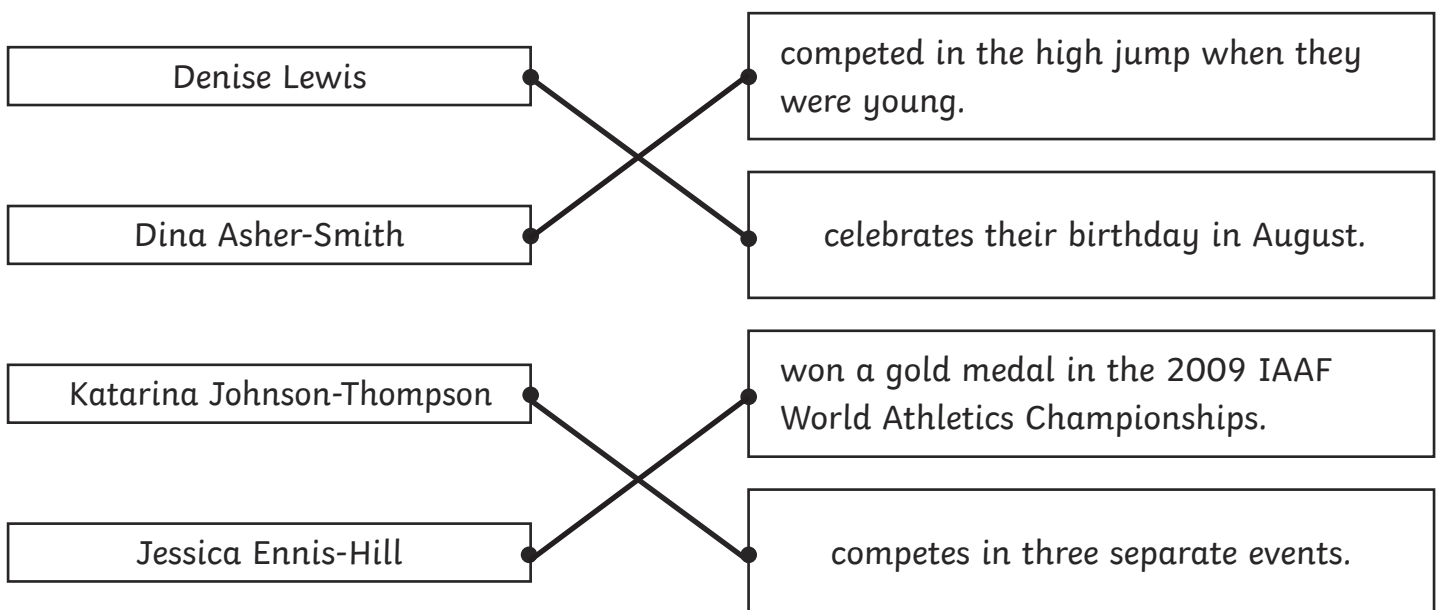 Denise Lewis
competed in the high jump when they
were young.
Dina Asher-Smith
celebrates their birthday in August.
Katarina Johnson-Thompson
won a gold medal in the 2009 IAAF
World Athletics Championships.
Jessica Ennis-Hill
competes in three separate events.